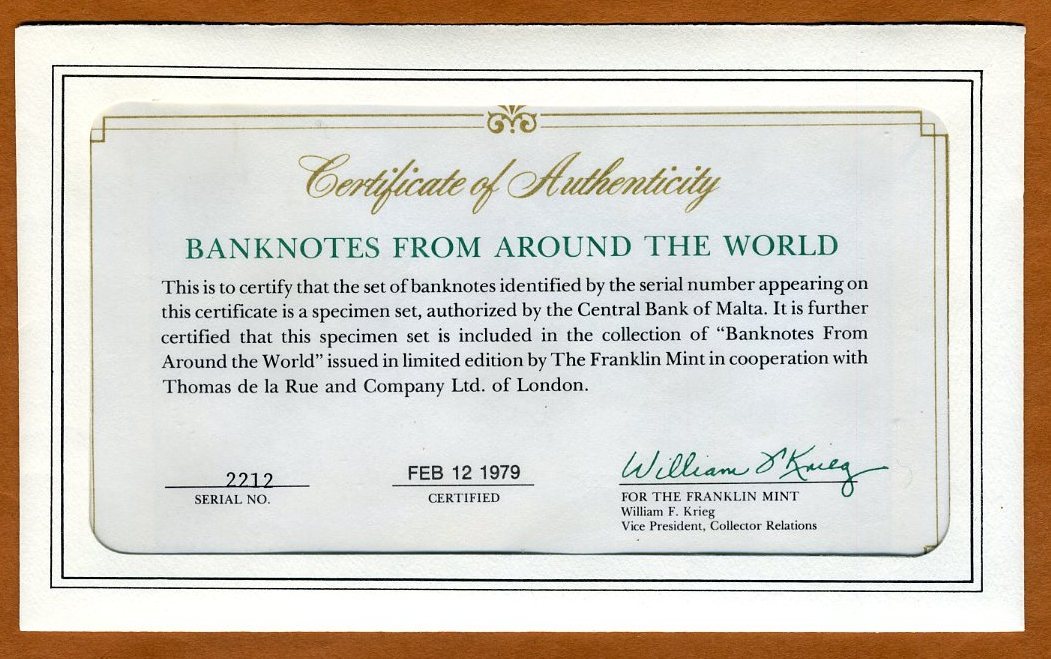 Certificate of Authenticity
BANKNOTES FROM AROUND THE WORLD
This is to certify that the set of banknotes identified by the serial number appearing on
this certificate is a specimen set, authorized by the Central Bank of Malta. It is further
certified that this specimen set is included in the collection of “Banknotes From
Around the World” issued in limited edition by The Franklin Mint in cooperation with
Thomas de la Rue and Company Ltd. of London.
2212
SERIAL NO.
FEB 12 1979
CERTIFIED
William F Krieg
FOR THE FRANKLIN MINT
William F. Krieg
Vice President, Collector Relations